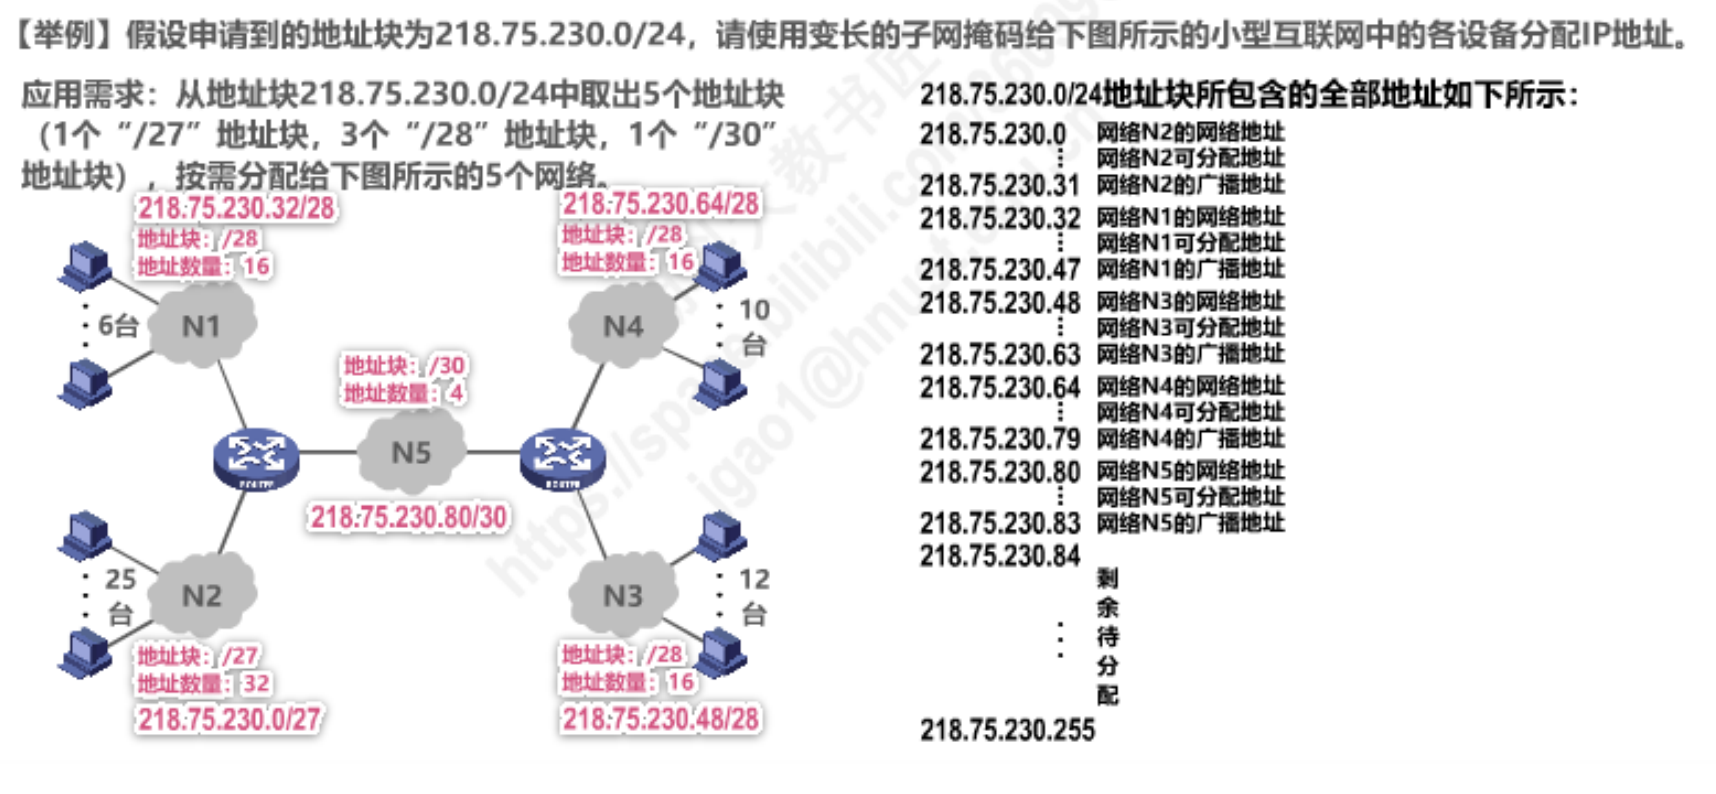 【举例】假设申请到的地址块为218.75.230.0/24，请使用变长的子网掩码给下图所示的小型互联网中的各设备分配IP地址。
应用需求：从地址块218.75.230.0/24中取出5个地址块
（1个“/27”地址块，3个“/28”地址块，1个“/30”
地址块），按需分配给下图所示的5个网络。
218.75.230.32/28
地址块：/28
地址数量：16
6台
N1
218.75.230.64/28
地址块：/28
地址数量：16
N4
10
台
地址块：/30
地址数量：4
N5
ROUTER
ROUTER
218.75.230.80/30
25
台
N2
地址块：/27
地址数量：32
218.75.230.0/27
N3
12
台
地址块：/28
地址数量：16
218.75.230.48/28
218.75.230.0/24地址块所包含的全部地址如下所示：
218.75.230.0 网络N2的网络地址
网络N2可分配地址
218.75.230.31 网络N2的广播地址
218.75.230.32 网络N1的网络地址
网络N1可分配地址
218.75.230.47 网络N1的广播地址
218.75.230.48 网络N3的网络地址
网络N3可分配地址
218.75.230.63 网络N3的广播地址
218.75.230.64 网络N4的网络地址
网络N4可分配地址
218.75.230.79 网络N4的广播地址
218.75.230.80 网络N5的网络地址
网络N5可分配地址
218.75.230.83 网络N5的广播地址
218.75.230.84
剩
余
待
分
配
218.75.230.255